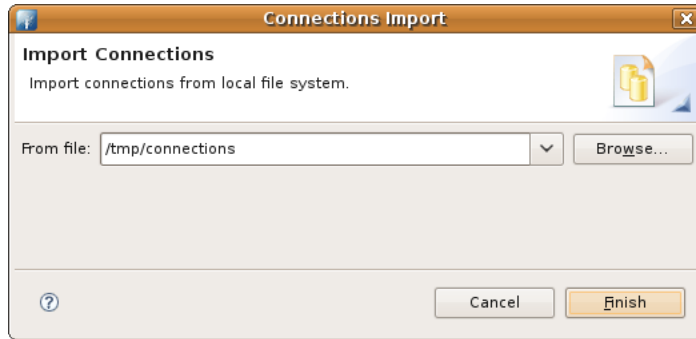 Connections Import
Import Connections
Import connections from local file system.
From file: /tmp/connections Browse...
Cancel Finish